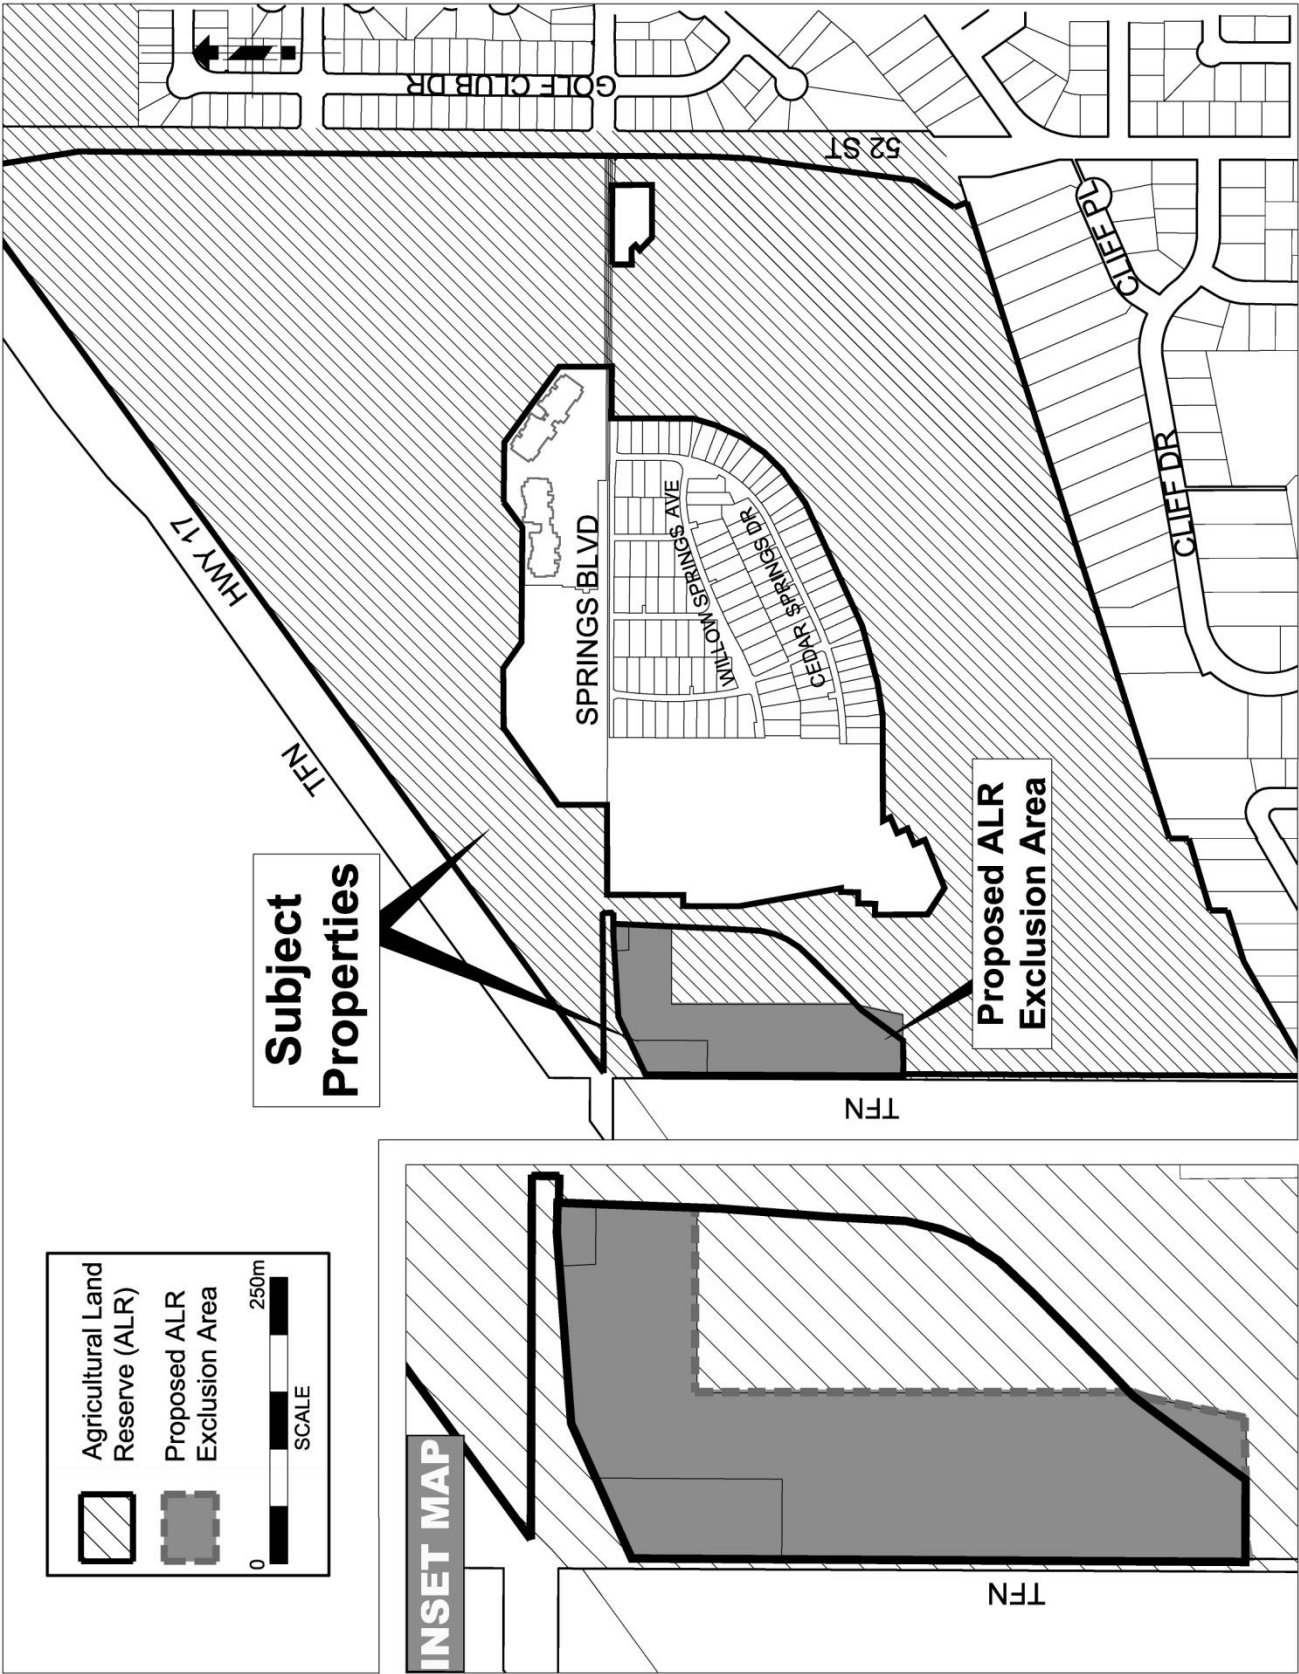 GOLF CLUB DR
52 ST
CLIFF PL
CLIFF DR
HWY 17
TFN
SPRINGS BLVD
WILLOW SPRINGS AVE
CEDAR SPRINGS DR
Subject
Properties
Proposed ALR
Exclusion Area
TFN
Agricultural Land
Reserve (ALR)
Proposed ALR
Exclusion Area
0
250m
SCALE
INSET MAP
TFN